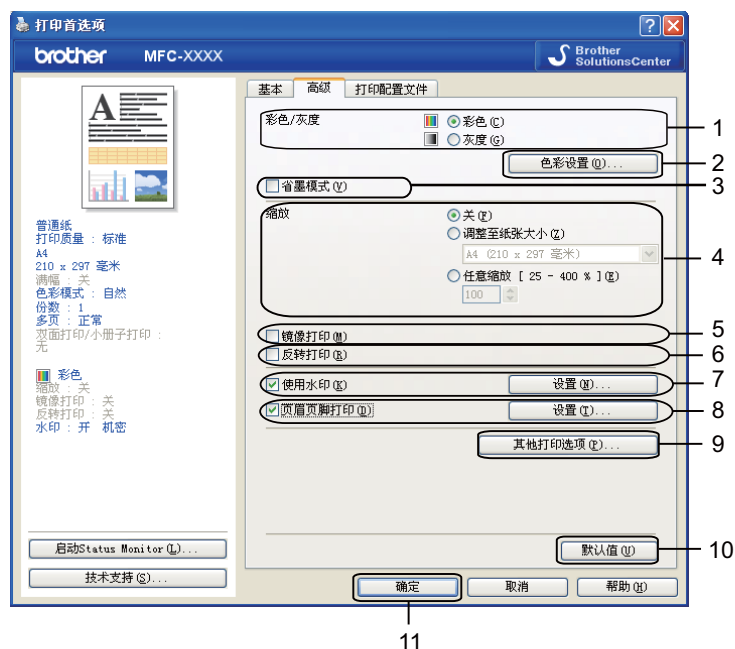 打印首选项
brother MFC-XXXX
Brother
SolutionsCenter
普通纸
打印质量 : 标准
A4
210 x 297 毫米
满幅 : 关
色彩模式 : 自然
份数 : 1
多页 : 正常
双面打印/小册子打印 :
无
彩色
缩放 : 关
镜像打印 : 关
反转打印 : 关
水印 : 开 机密
启动Status Monitor(L)...
技术支持(S)...
基本 高级 打印配置文件
彩色/灰度
彩色(C)
灰度(G)
1
色彩设置(O)...
2
省墨模式(V)
3
缩放
关(F)
调整至纸张大小(Z)
A4 (210 x 297 毫米)
任意缩放 [ 25 - 400 % ](E)
100
4
镜像打印(M)
5
反转打印(R)
6
使用水印(K) 设置(N)...
7
页眉页脚打印(D) 设置(T)...
8
其他打印选项(P)...
9
默认值(U)
10
确定 取消 帮助(H)
11